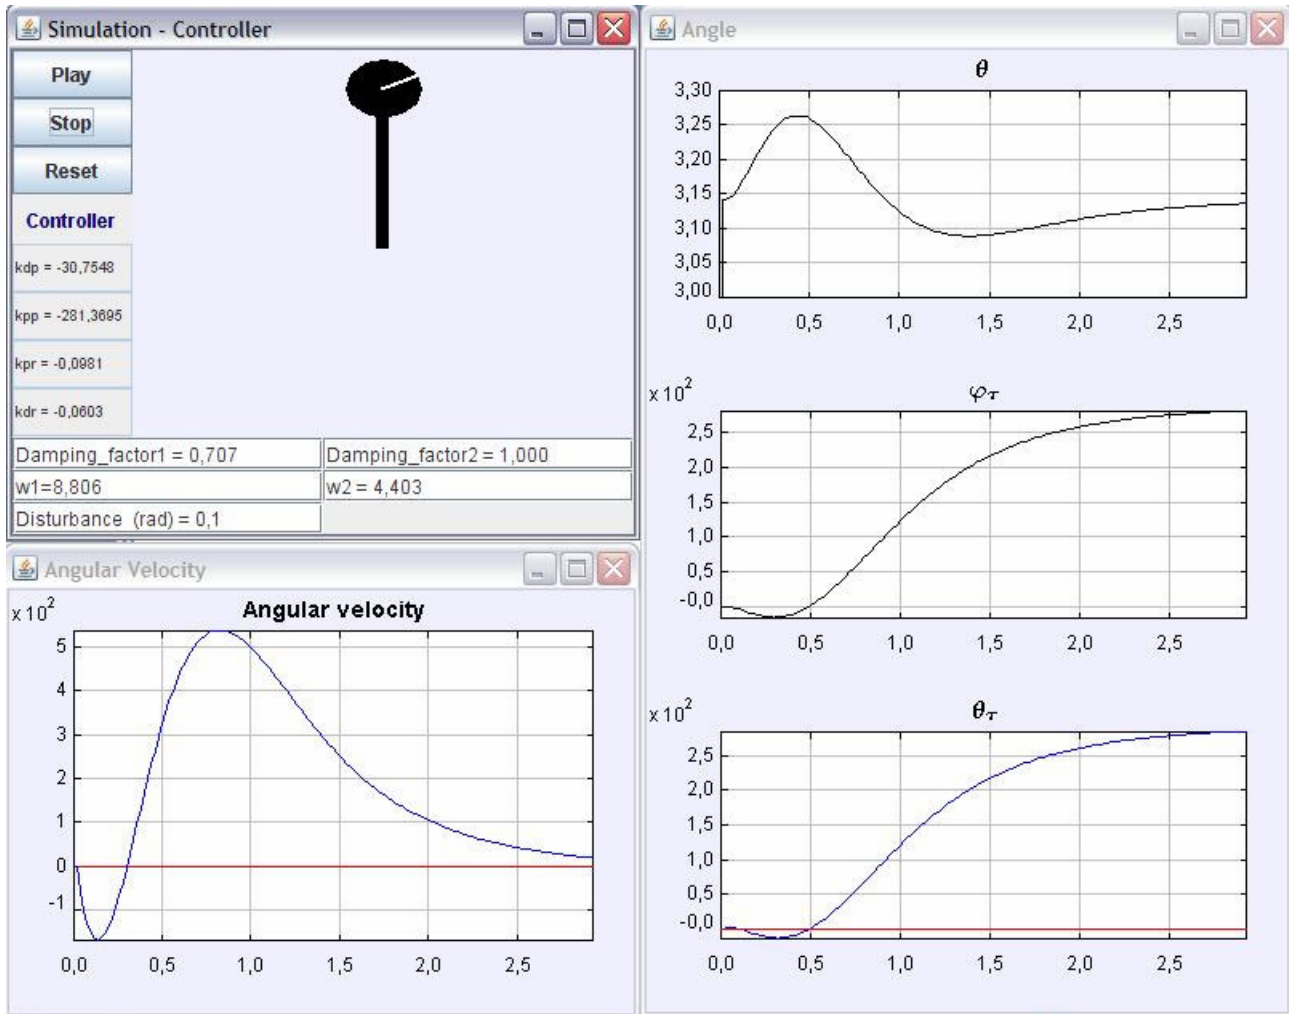 Simulation - Controller
Play
Stop
Reset
Controller
kdp = -30,7548
kpp = -281,3695
kpr = -0,0981
kdr = -0,0603
Damping_factor1 = 0,707
Damping_factor2 = 1,000
w1=8,806
w2 = 4,403
Disturbance (rad) = 0,1
Angular Velocity
x 10²
Angular velocity
5
4
3
2
1
0
-1
0,0 0,5 1,0 1,5 2,0 2,5
Angle
θ
3,30
3,25
3,20
3,15
3,10
3,05
3,00
0,0 0,5 1,0 1,5 2,0 2,5
x 10²
φτ
2,5
2,0
1,5
1,0
0,5
-0,0
0,0 0,5 1,0 1,5 2,0 2,5
x 10²
θτ
2,5
2,0
1,5
1,0
0,5
-0,0
0,0 0,5 1,0 1,5 2,0 2,5